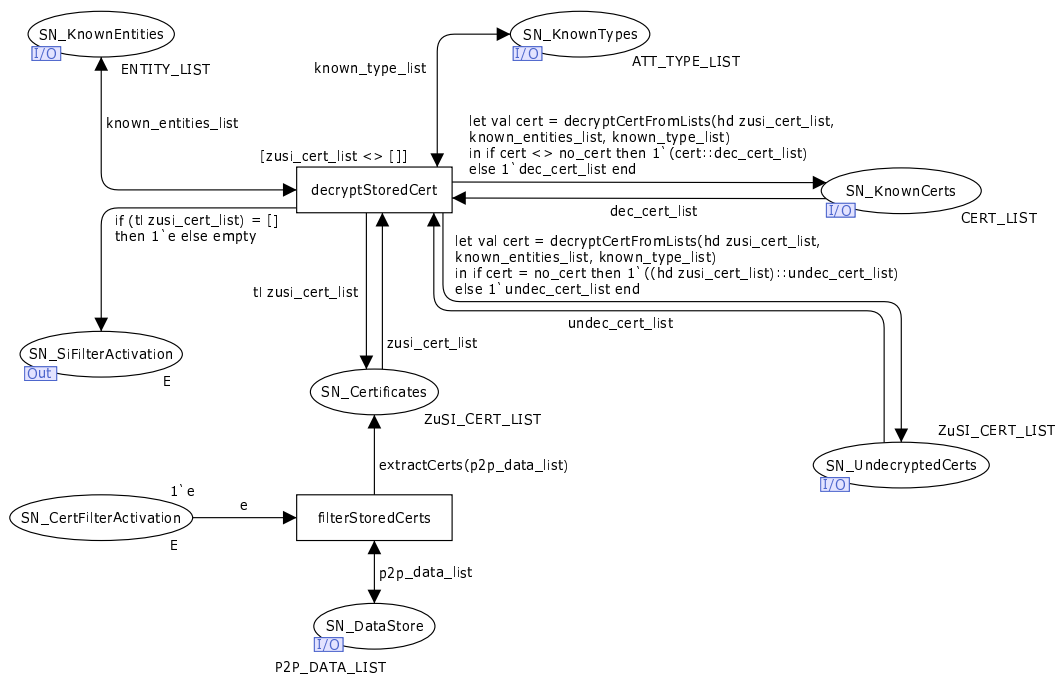 SN_KnownEntities
I/O
ENTITY_LIST
SN_KnownTypes
I/O
ATT_TYPE_LIST
known_type_list
known_entities_list
[zusi_cert_list <> []]
decryptStoredCert
let val cert = decryptCertFromLists(hd zusi_cert_list,
known_entities_list, known_type_list)
in if cert <> no_cert then 1`(cert::dec_cert_list)
else 1`dec_cert_list end
SN_KnownCerts
I/O
CERT_LIST
dec_cert_list
if (tl zusi_cert_list) = []
then 1`e else empty
let val cert = decryptCertFromLists(hd zusi_cert_list,
known_entities_list, known_type_list)
in if cert = no_cert then 1`((hd zusi_cert_list)::undec_cert_list)
else 1`undec_cert_list end
undec_cert_list
tl zusi_cert_list
zusi_cert_list
SN_SiFilterActivation
Out
E
SN_Certificates
ZuSI_CERT_LIST
ZuSI_CERT_LIST
SN_UndecryptedCerts
I/O
extractCerts(p2p_data_list)
1`e
SN_CertFilterActivation
E
e
filterStoredCerts
p2p_data_list
SN_DataStore
I/O
P2P_DATA_LIST